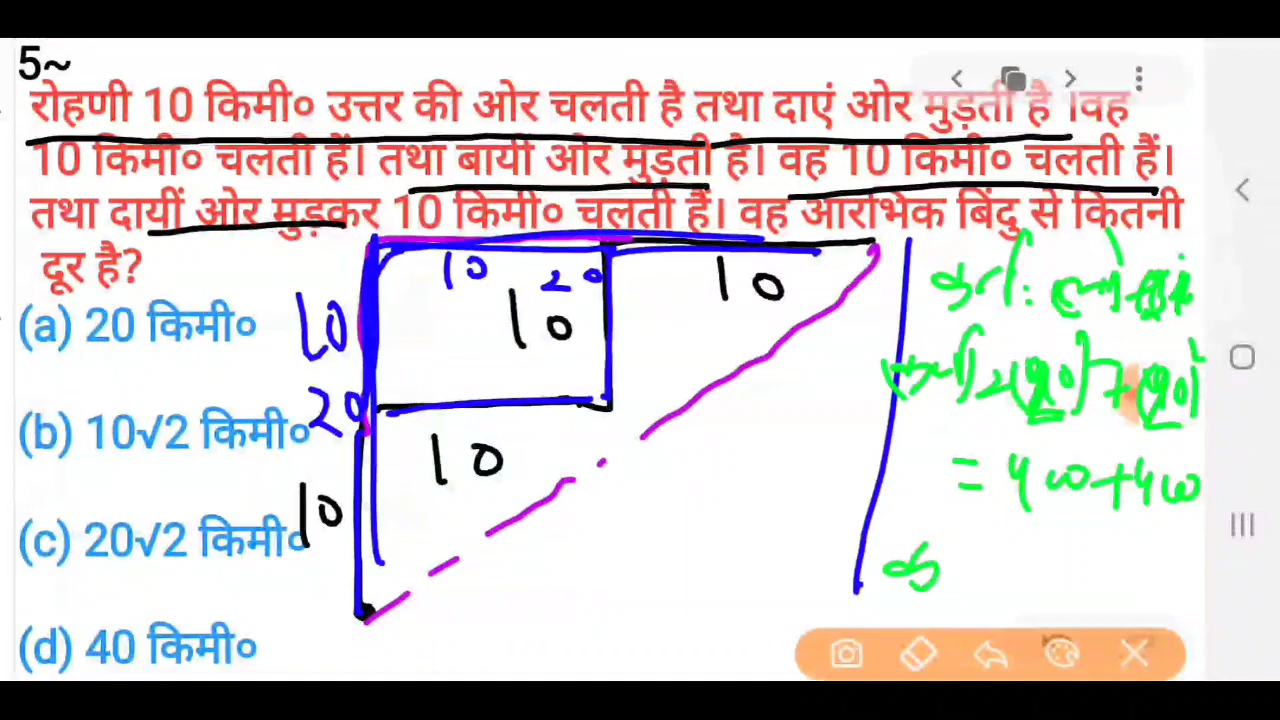 5~
रोहणी 10 किमी० उत्तर की ओर चलती है तथा दाएं ओर मुड़ती है ।वह
10 किमी० चलती हैं। तथा बायी ओर मुड़ती है। वह 10 किमी० चलती हैं।
तथा दायीं ओर मुड़कर 10 किमी० चलती हैं। वह आरंभिक बिंदु से कितनी
दूर है?
(a) 20 किमी०
(b) 10√2 किमी०
(c) 20√2 किमी०
(d) 40 किमी०
10
20
10
10
10
20
10
10
= 400+400